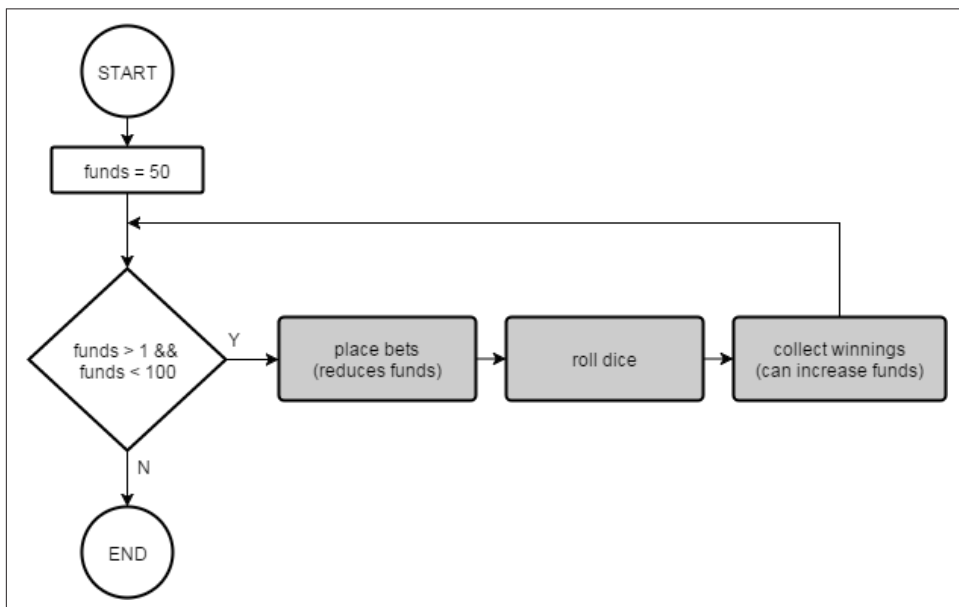 START
funds = 50
funds > 1 &&
funds < 100
Y
place bets
(reduces funds)
roll dice
collect winnings
(can increase funds)
N
END